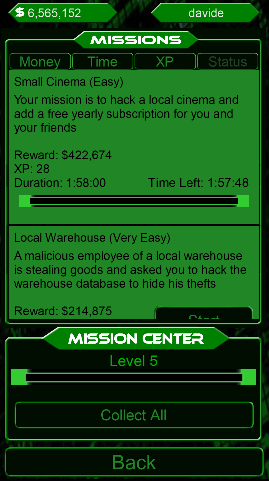 $ 6,565,152
davide
MISSIONS
Money Time XP Status
Small Cinema (Easy)
Your mission is to hack a local cinema and
add a free yearly subscription for you and
your friends
Reward: $422,674
XP: 28
Duration: 1:58:00 Time Left: 1:57:48
Local Warehouse (Very Easy)
A malicious employee of a local warehouse
is stealing goods and asked you to hack the
warehouse database to hide his thefts
Reward: $214,875
Start
MISSION CENTER
Level 5
Collect All
Back